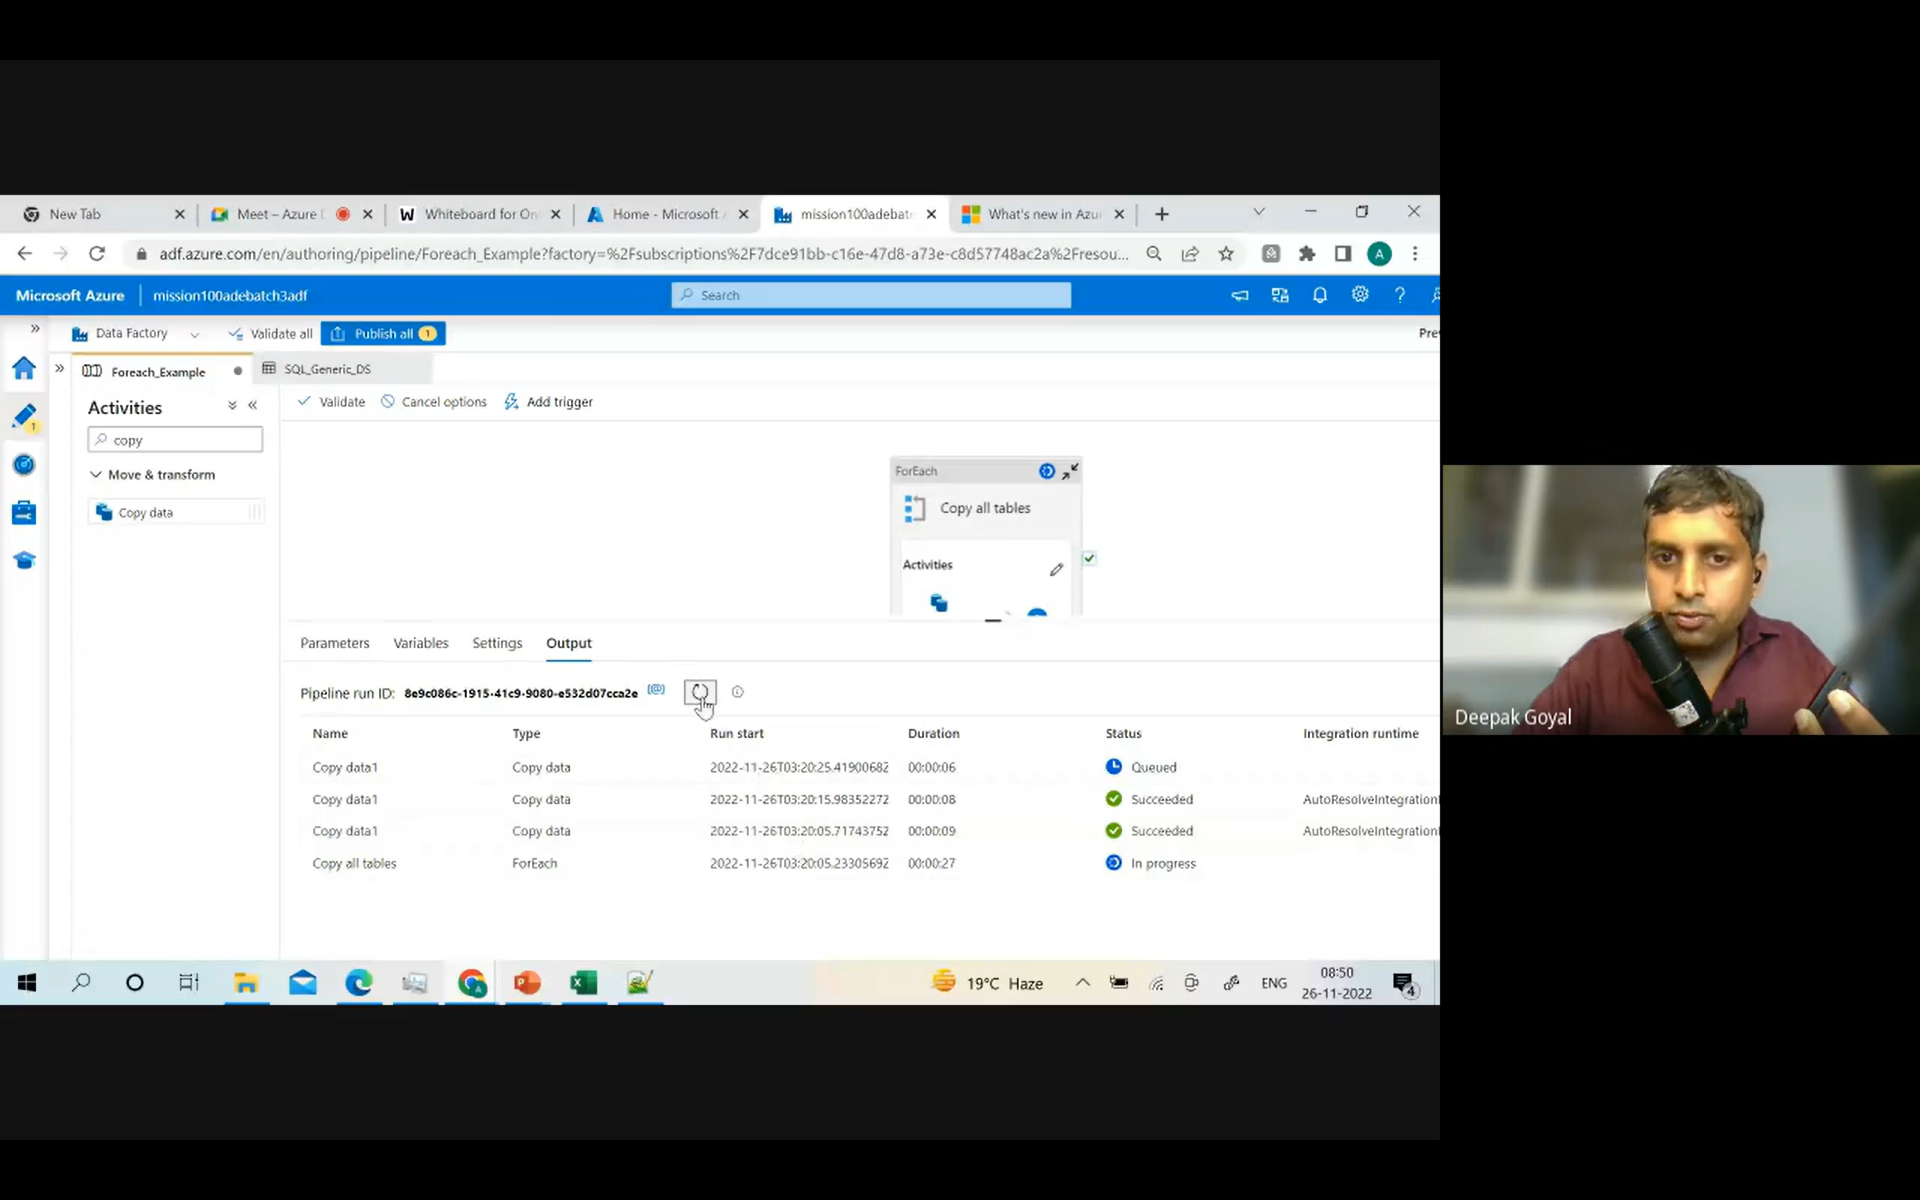 New Tab
Meet – Azure
Whiteboard for On
Home - Microsoft
mission100adebat
What's new in Azu
adf.azure.com/en/authoring/pipeline/Foreach_Example?factory=%2Fsubscriptions%2F7dce91bb-c16e-47d8-a73e-c8d57748ac2a%2Fresou...
A
Microsoft Azure
mission100adebatch3adf
Search
Data Factory
Validate all
Publish all 1
Pre
Foreach_Example
SQL_Generic_DS
Activities
Validate
Cancel options
Add trigger
copy
Move & transform
Copy data
1
ForEach
Copy all tables
Activities
Parameters
Variables
Settings
Output
Pipeline run ID: 8e9c086c-1915-41c9-9080-e532d07cca2e
Name Type Run start Duration Status Integration runtime
Copy data1 Copy data 2022-11-26T03:20:25.4190068Z 00:00:06 Queued
Copy data1 Copy data 2022-11-26T03:20:15.9835227Z 00:00:08 Succeeded AutoResolveIntegration
Copy data1 Copy data 2022-11-26T03:20:05.7174375Z 00:00:09 Succeeded AutoResolveIntegration
Copy all tables ForEach 2022-11-26T03:20:05.2330569Z 00:00:27 In progress
Deepak Goyal
19°C Haze
ENG
08:50
26-11-2022
4